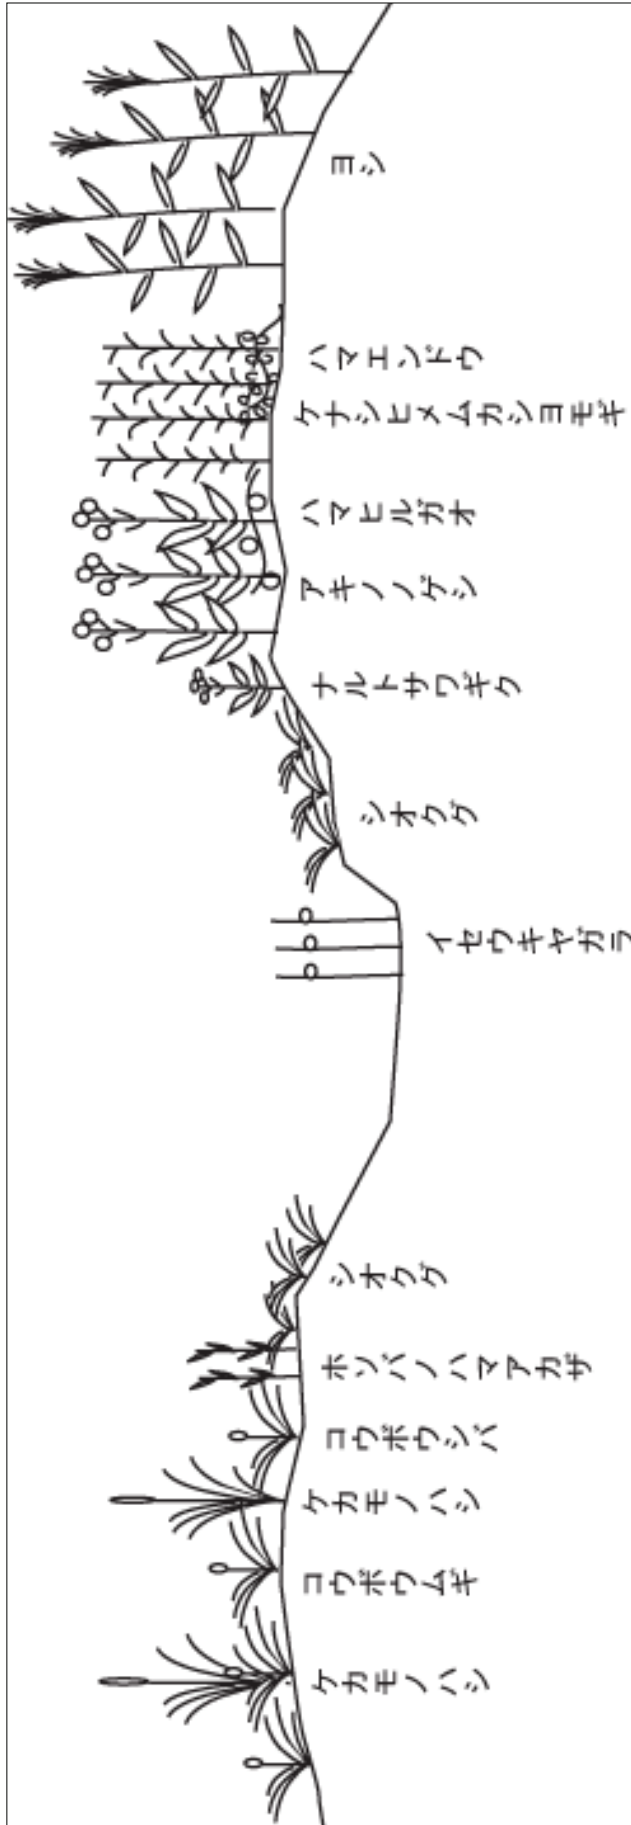 ヨシ
ハマエンドウ
ケナシヒメムカシヨモギ
ハマヒルガオ
アキノノゲシ
ナルトサワギク
シオクグ
イセウキヤガラ
シオクグ
ホソバノハマアカザ
コウボウシバ
ケカモノハシ
コウボウムギ
ケカモノハシ